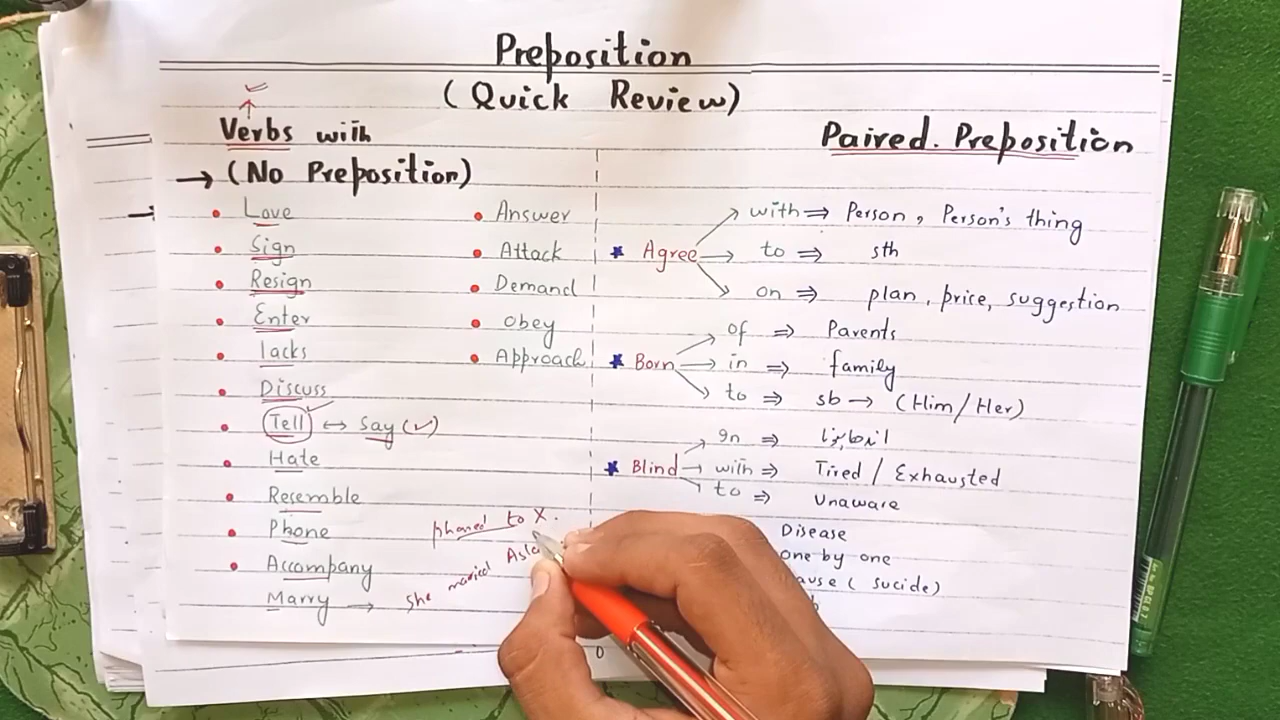 Preposition
(Quick Review)
Verbs with
→ (No Preposition)
• Love
• Sign
• Resign
• Enter
• lacks
• Discuss
• Tell ↔ Say (✓)
• Hate
• Resemble
• Phone
phoned to X.
• Accompany
Marry → She married
• Answer
• Attack
• Demand
• Obey
• Approach
Paired. Preposition
★ Agree
with ⇒ Person, Person's thing
to ⇒ sth
on ⇒ plan, price, suggestion
★ Born
of ⇒ Parents
in ⇒ family
to ⇒ sb → (Him/Her)
★ Blind
in ⇒
with ⇒ Tired / Exhausted
to ⇒ Unaware
Disease
one by one
(sucide)